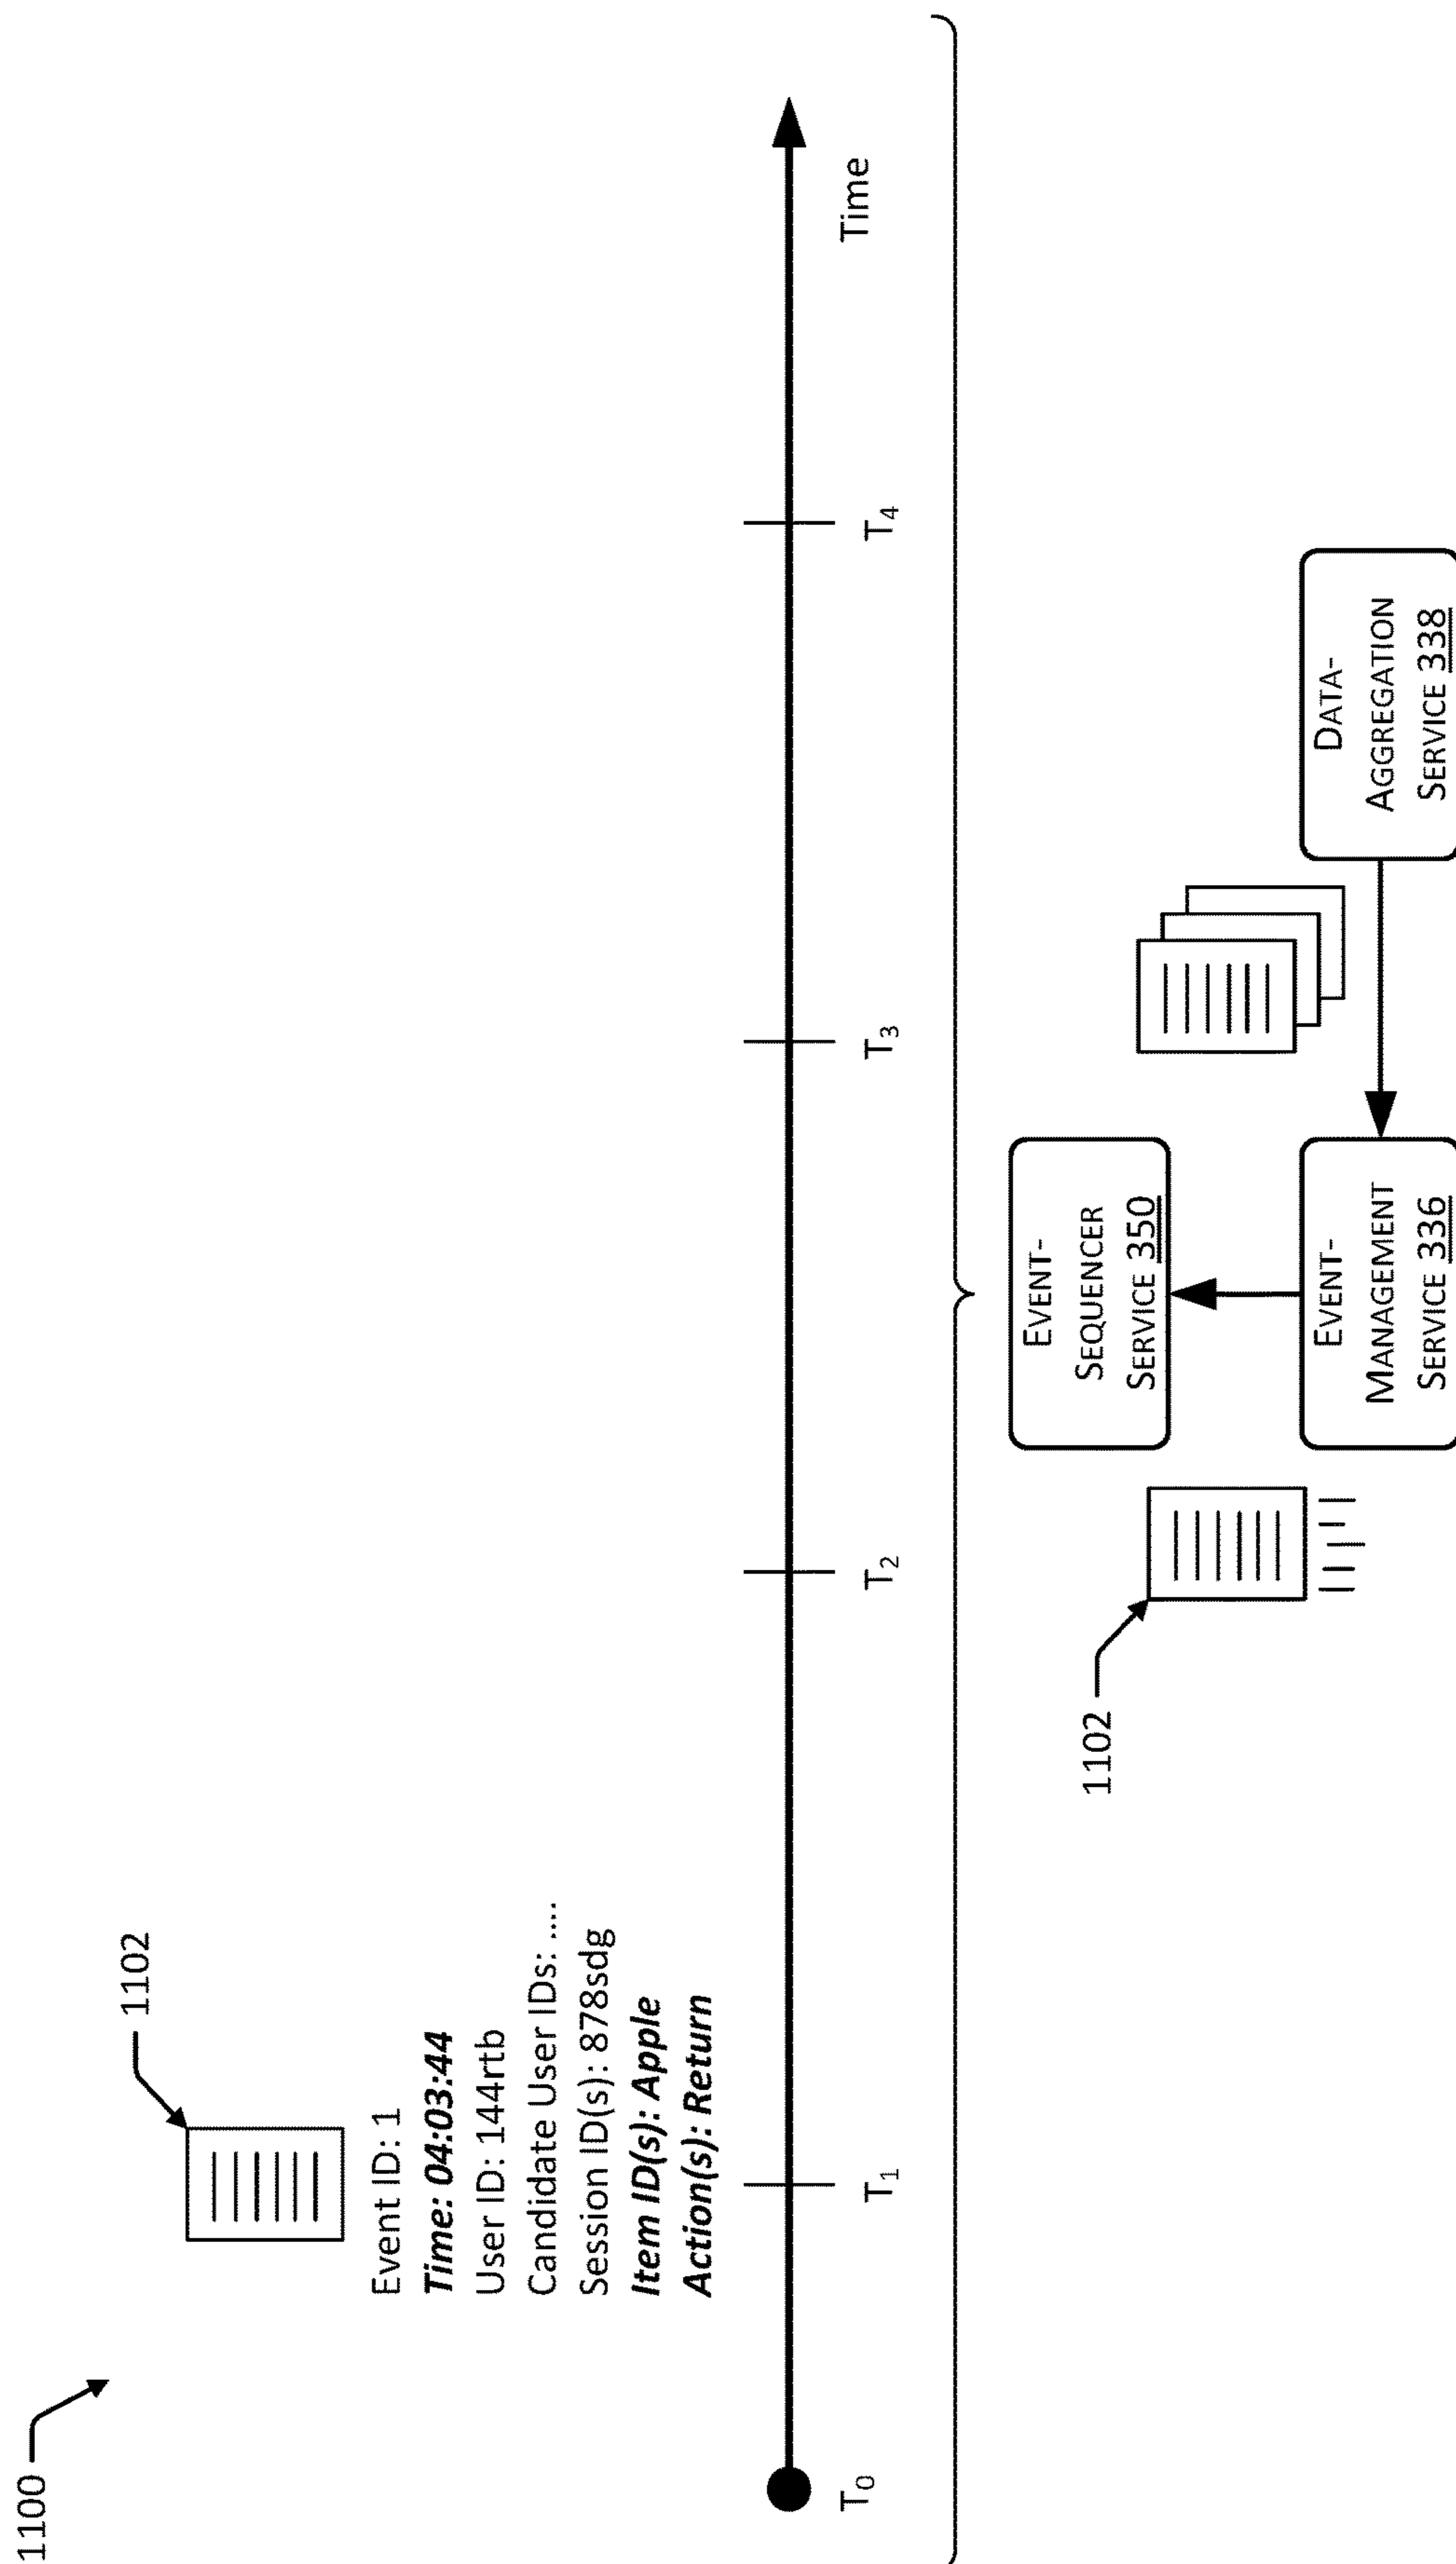 1100
1102
Event ID: 1
Time: 04:03:44
User ID: 144rtb
Candidate User IDs: ....
Session ID(s): 878sdg
Item ID(s): Apple
Action(s): Return
T0
T1
T2
T3
T4
Time
EVENT-
SEQUENCER
SERVICE 350
1102
EVENT-
MANAGEMENT
SERVICE 336
DATA-
AGGREGATION
SERVICE 338